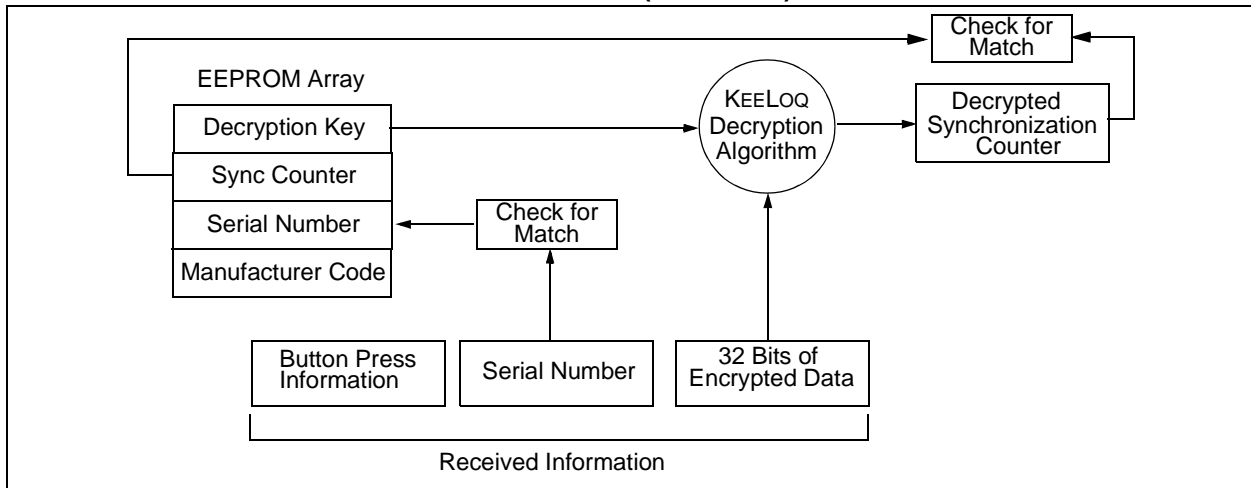 Check for
Match
EEPROM Array
Decryption Key
Sync Counter
Serial Number
Manufacturer Code
Check for
Match
KEELOQ
Decryption
Algorithm
Decrypted
Synchronization
Counter
Button Press
Information
Serial Number
32 Bits of
Encrypted Data
Received Information